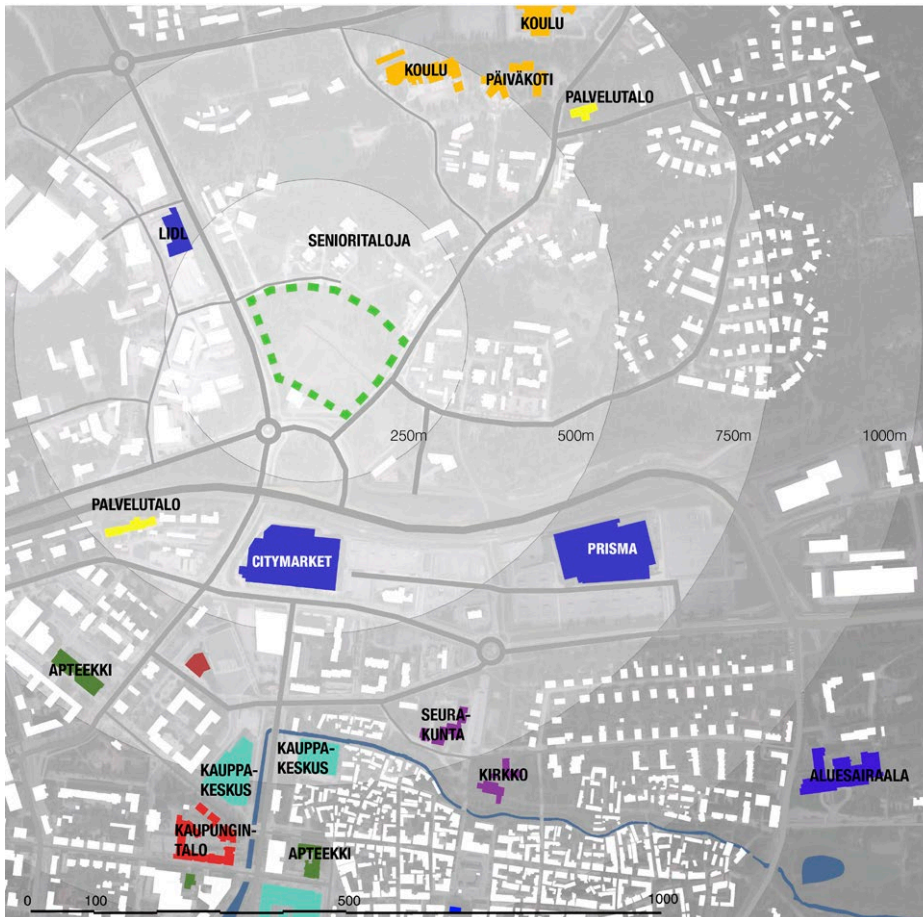 KOULU
KOULU
PÄIVÄKOTI
PALVELUTALO
LIDL
SENIORITALOJA
250m
500m
750m
1000m
PALVELUTALO
CITYMARKET
PRISMA
APTEEKKI
SEURA-
KUNTA
KAUPPA-
KESKUS
KAUPPA-
KESKUS
KIRKKO
ALUESAIRAALA
KAUPUNGIN-
TALO
APTEEKKI
0
100
500
1000